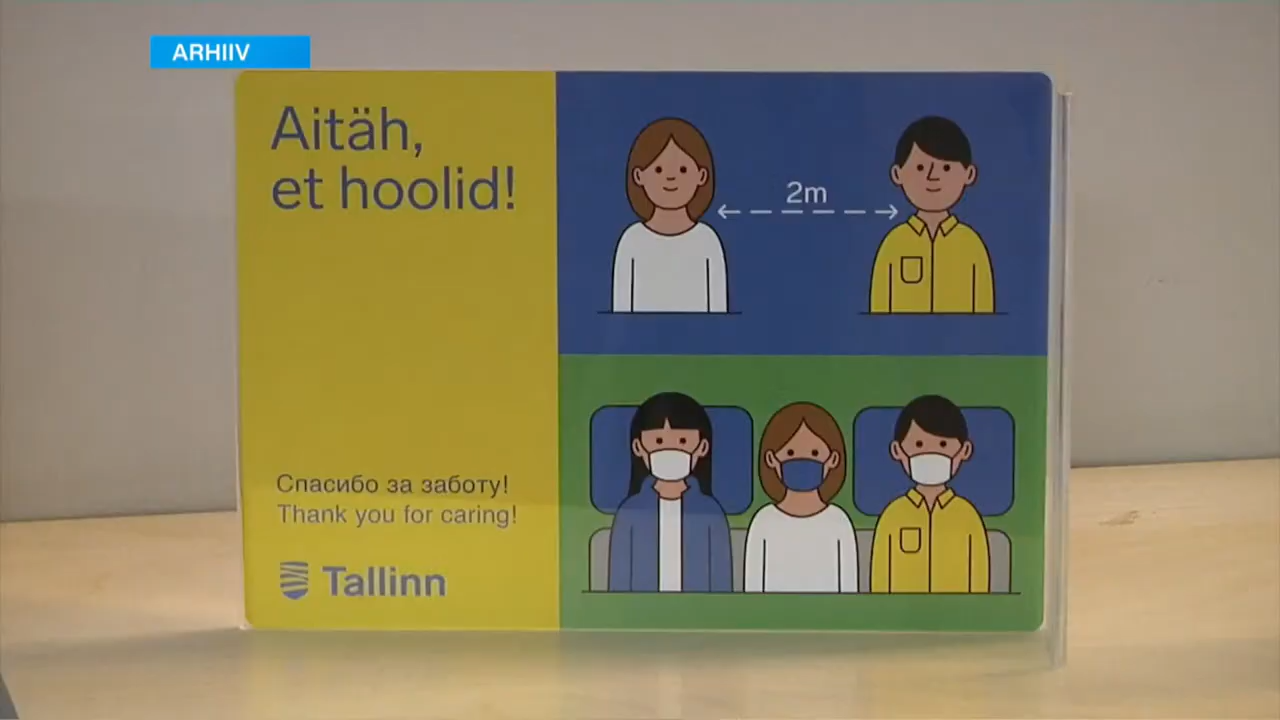 ARHIIV
Aitäh,
et hoolid!
2m
Спасибо за заботу!
Thank you for caring!
Tallinn